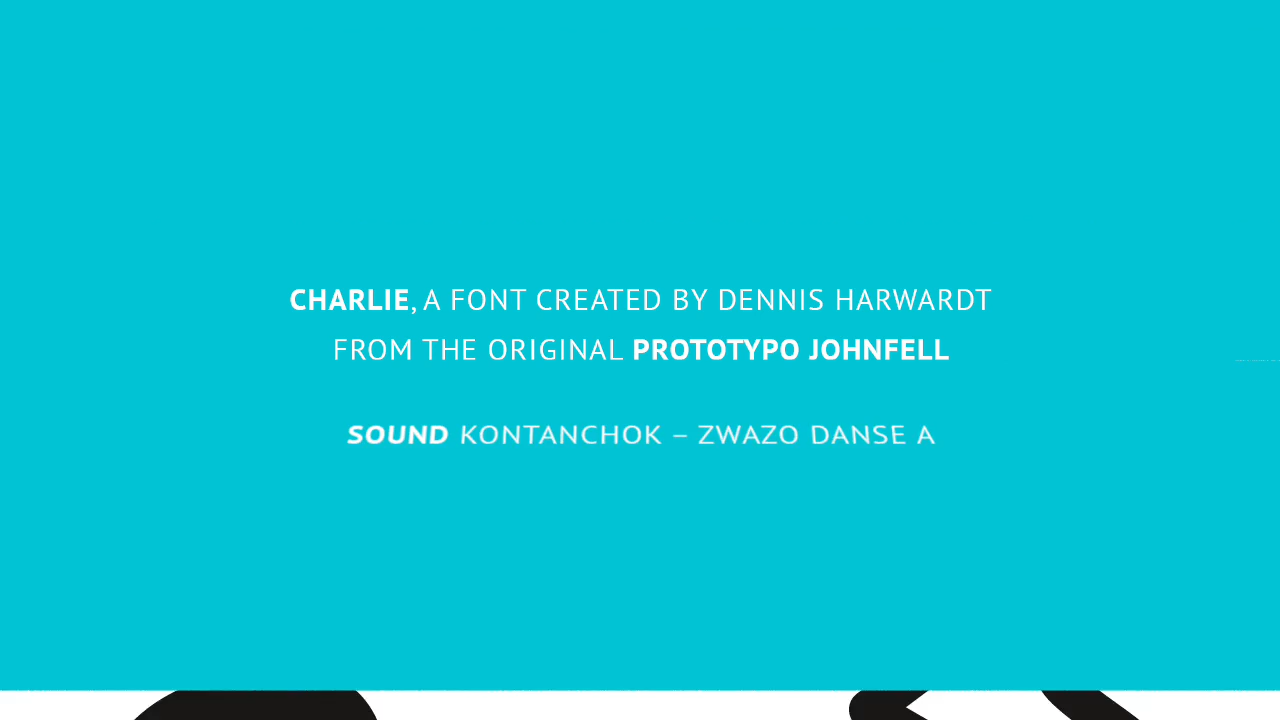 CHARLIE, A FONT CREATED BY DENNIS HARWARDT
FROM THE ORIGINAL PROTOTYPO JOHNFELL
SOUND KONTANCHOK – ZWAZO DANSE A